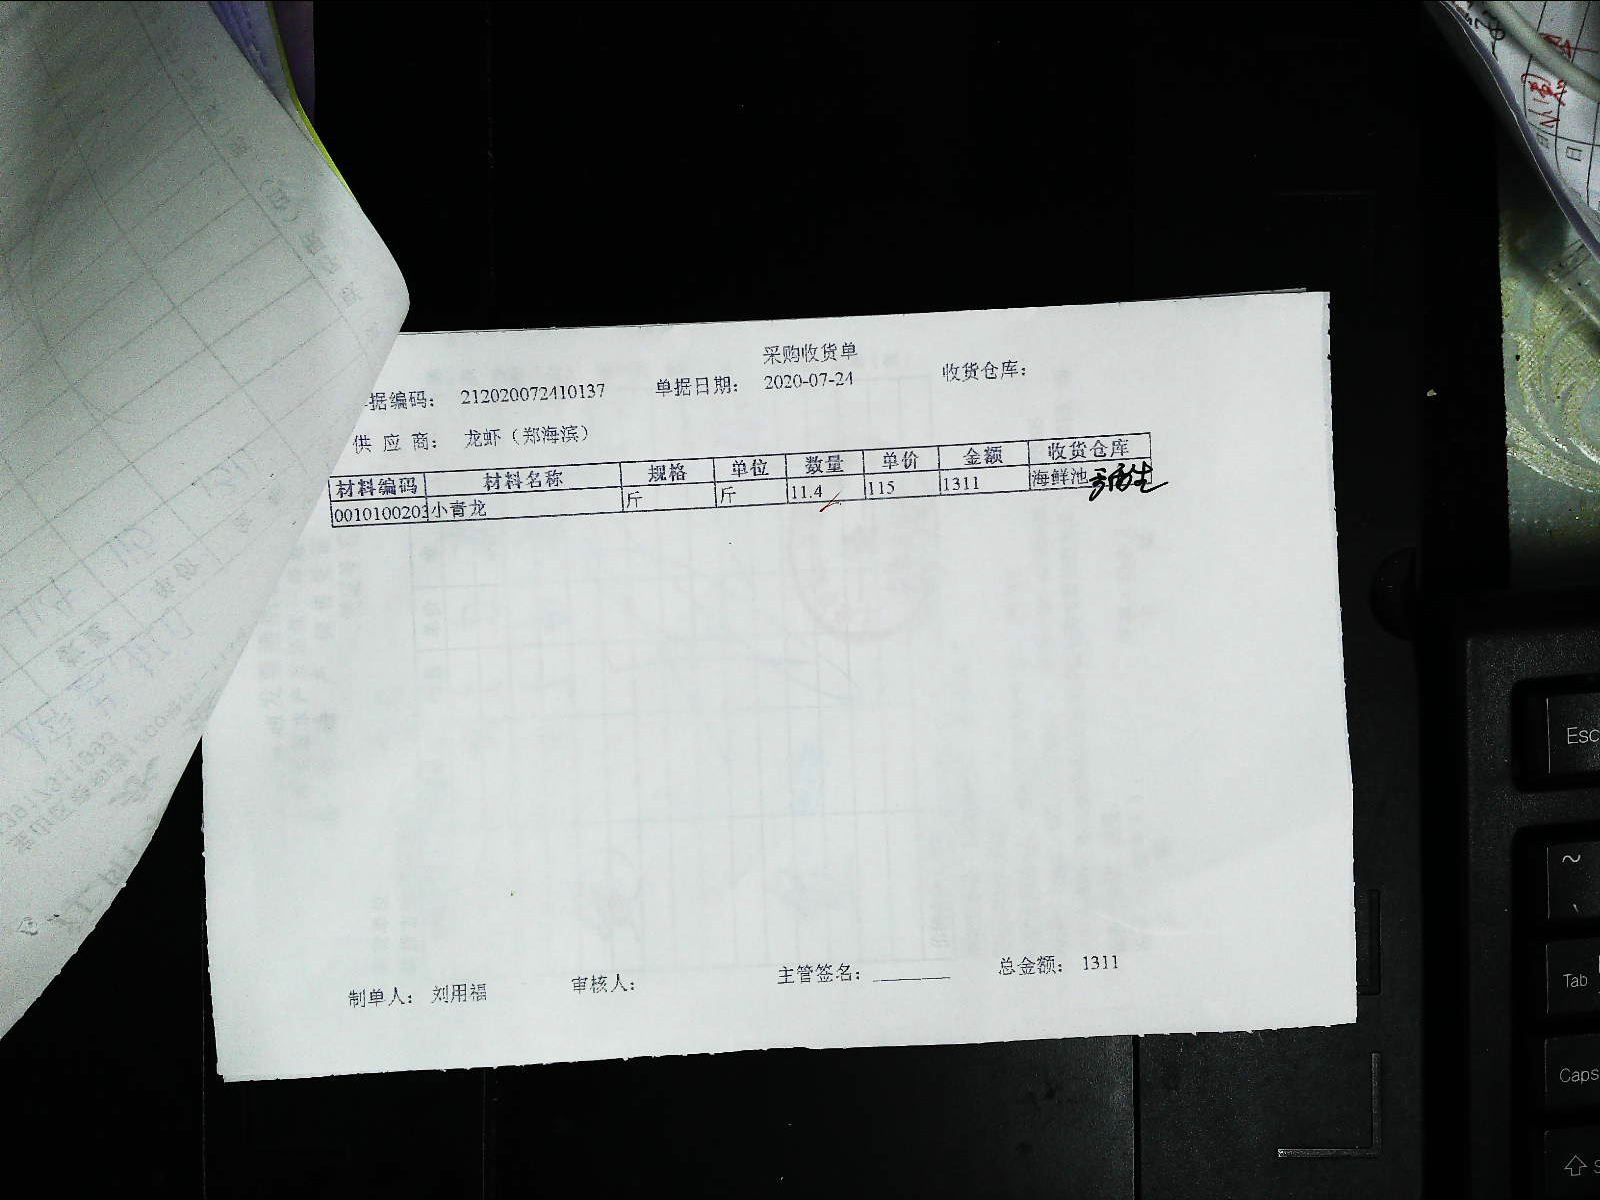 采购收货单
据编码： 212020072410137 单据日期： 2020-07-24 收货仓库：
供 应 商： 龙虾（郑海滨）
材料编码 材料名称 规格 单位 数量 单价 金额 收货仓库
0010100203 小青龙 斤 斤 11.4 115 1311 海鲜池
制单人： 刘用福 审核人： 主管签名：________ 总金额： 1311
Esc
~
Tab
Caps